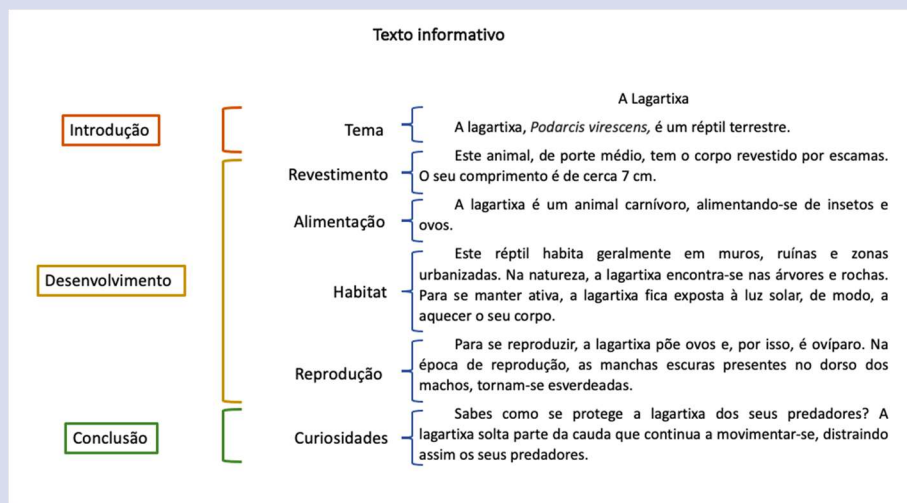 Texto informativo
A Lagartixa
Introdução
Tema
A lagartixa, Podarcis virescens, é um réptil terrestre.
Desenvolvimento
Revestimento
Este animal, de porte médio, tem o corpo revestido por escamas.
O seu comprimento é de cerca 7 cm.
Alimentação
A lagartixa é um animal carnívoro, alimentando-se de insetos e
ovos.
Habitat
Este réptil habita geralmente em muros, ruínas e zonas
urbanizadas. Na natureza, a lagartixa encontra-se nas árvores e rochas.
Para se manter ativa, a lagartixa fica exposta à luz solar, de modo, a
aquecer o seu corpo.
Reprodução
Para se reproduzir, a lagartixa põe ovos e, por isso, é ovíparo. Na
época de reprodução, as manchas escuras presentes no dorso dos
machos, tornam-se esverdeadas.
Conclusão
Curiosidades
Sabes como se protege a lagartixa dos seus predadores? A
lagartixa solta parte da cauda que continua a movimentar-se, distraindo
assim os seus predadores.